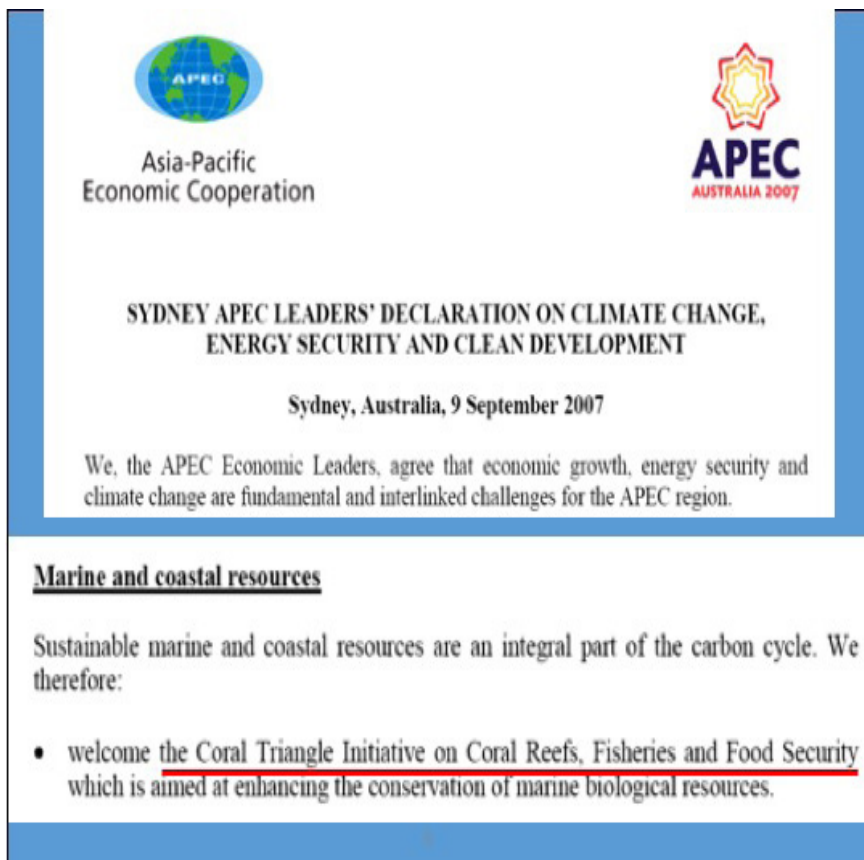 APEC
Asia-Pacific
Economic Cooperation
APEC
AUSTRALIA 2007
SYDNEY APEC LEADERS' DECLARATION ON CLIMATE CHANGE,
ENERGY SECURITY AND CLEAN DEVELOPMENT
Sydney, Australia, 9 September 2007
We, the APEC Economic Leaders, agree that economic growth, energy security and
climate change are fundamental and interlinked challenges for the APEC region.
Marine and coastal resources
Sustainable marine and coastal resources are an integral part of the carbon cycle. We
therefore:
• welcome the Coral Triangle Initiative on Coral Reefs, Fisheries and Food Security
which is aimed at enhancing the conservation of marine biological resources.